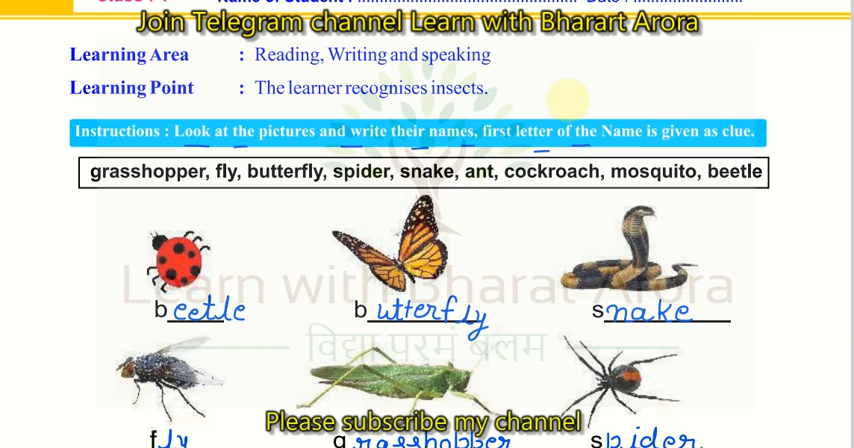 Join Telegram channel Learn with Bharart Arora
Learning Area : Reading, Writing and speaking
Learning Point : The learner recognises insects.
Instructions : Look at the pictures and write their names, first letter of the Name is given as clue.
grasshopper, fly, butterfly, spider, snake, ant, cockroach, mosquito, beetle
Learn with Bharat Arora
beetle butterfly snake
विद्या परमं बलम
Please subscribe my channel
fly grasshopper spider